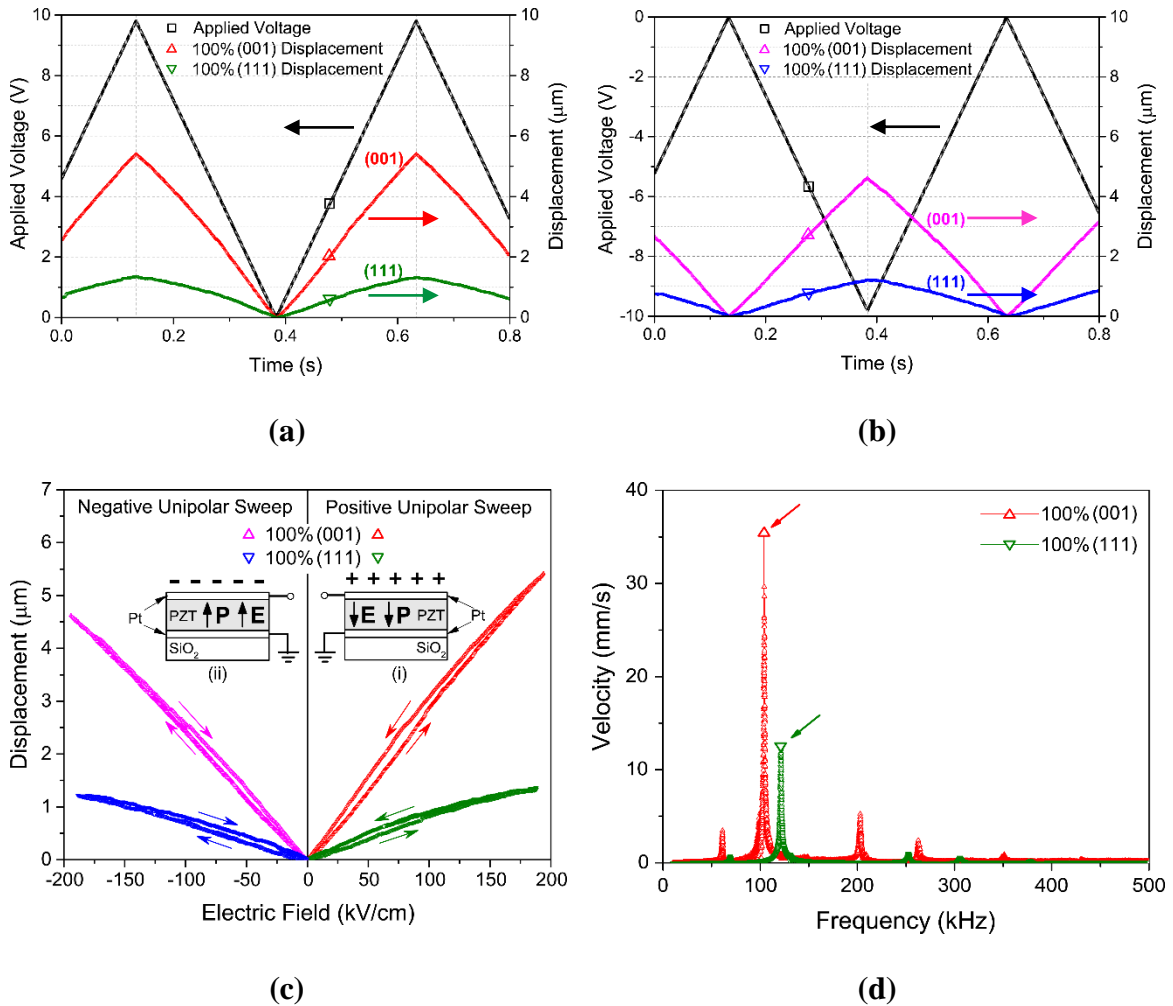 Applied Voltage
100% (001) Displacement
100% (111) Displacement
(001)
(111)
Applied Voltage (V)
Displacement (μm)
10
8
6
4
2
0
10
8
6
4
2
0
0.0 0.2 0.4 0.6 0.8
Time (s)
(a)
Applied Voltage
100% (001) Displacement
100% (111) Displacement
(001)
(111)
Applied Voltage (V)
Displacement (μm)
0
-2
-4
-6
-8
-10
10
8
6
4
2
0
0.0 0.2 0.4 0.6 0.8
Time (s)
(b)
Negative Unipolar Sweep Positive Unipolar Sweep
100% (001)
100% (111)
- - - - - + + + + +
Pt PZT P E E P PZT Pt
SiO2 SiO2
(ii) (i)
Displacement (μm)
7
6
5
4
3
2
1
0
-200 -150 -100 -50 0 50 100 150 200
Electric Field (kV/cm)
(c)
100% (001)
100% (111)
Velocity (mm/s)
40
30
20
10
0
0 100 200 300 400 500
Frequency (kHz)
(d)